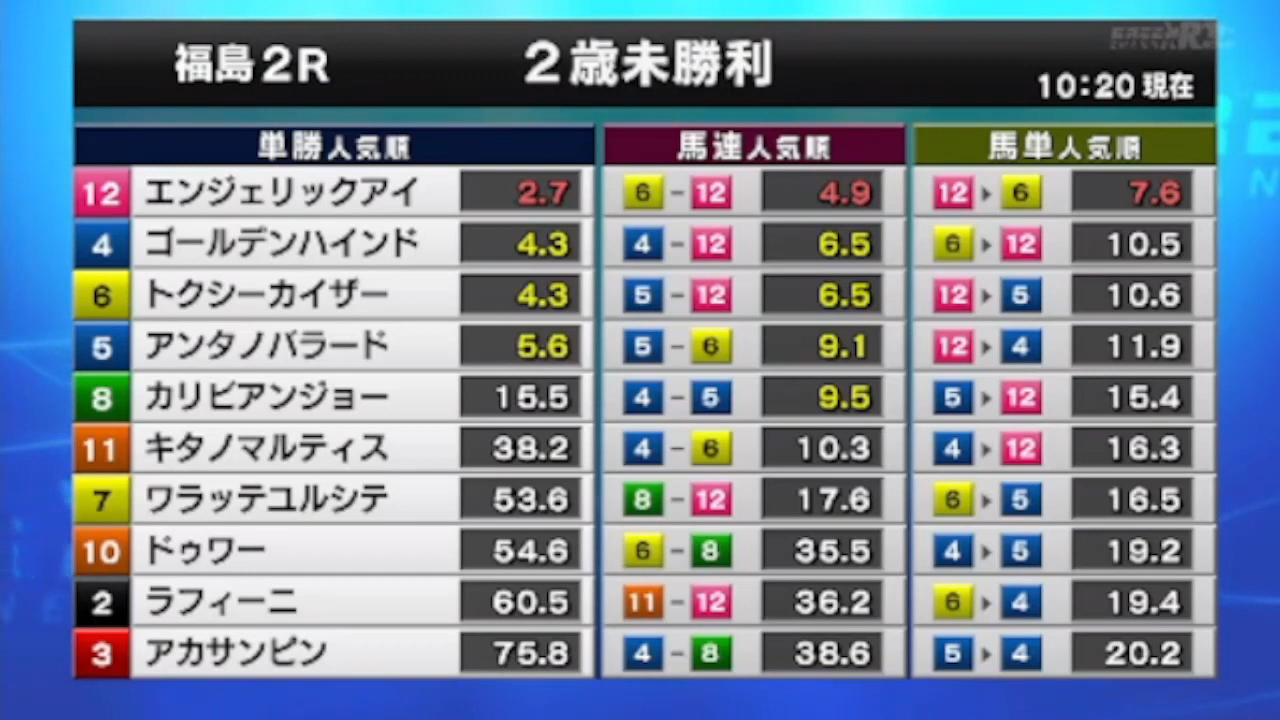 福島2R 2歳未勝利 10:20 現在
単勝人気順 馬連人気順 馬単人気順
12 エンジェリックアイ 2.7 6-12 4.9 12▸6 7.6
4 ゴールデンハインド 4.3 4-12 6.5 6▸12 10.5
6 トクシーカイザー 4.3 5-12 6.5 12▸5 10.6
5 アンタノバラード 5.6 5-6 9.1 12▸4 11.9
8 カリビアンジョー 15.5 4-5 9.5 5▸12 15.4
11 キタノマルティス 38.2 4-6 10.3 4▸12 16.3
7 ワラッテユルシテ 53.6 8-12 17.6 6▸5 16.5
10 ドゥワー 54.6 6-8 35.5 4▸5 19.2
2 ラフィーニ 60.5 11-12 36.2 6▸4 19.4
3 アカサンピン 75.8 4-8 38.6 5▸4 20.2